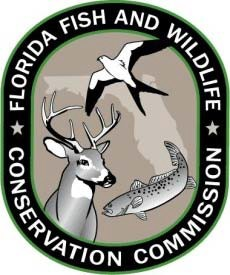 FLORIDA FISH AND WILDLIFE
CONSERVATION COMMISSION